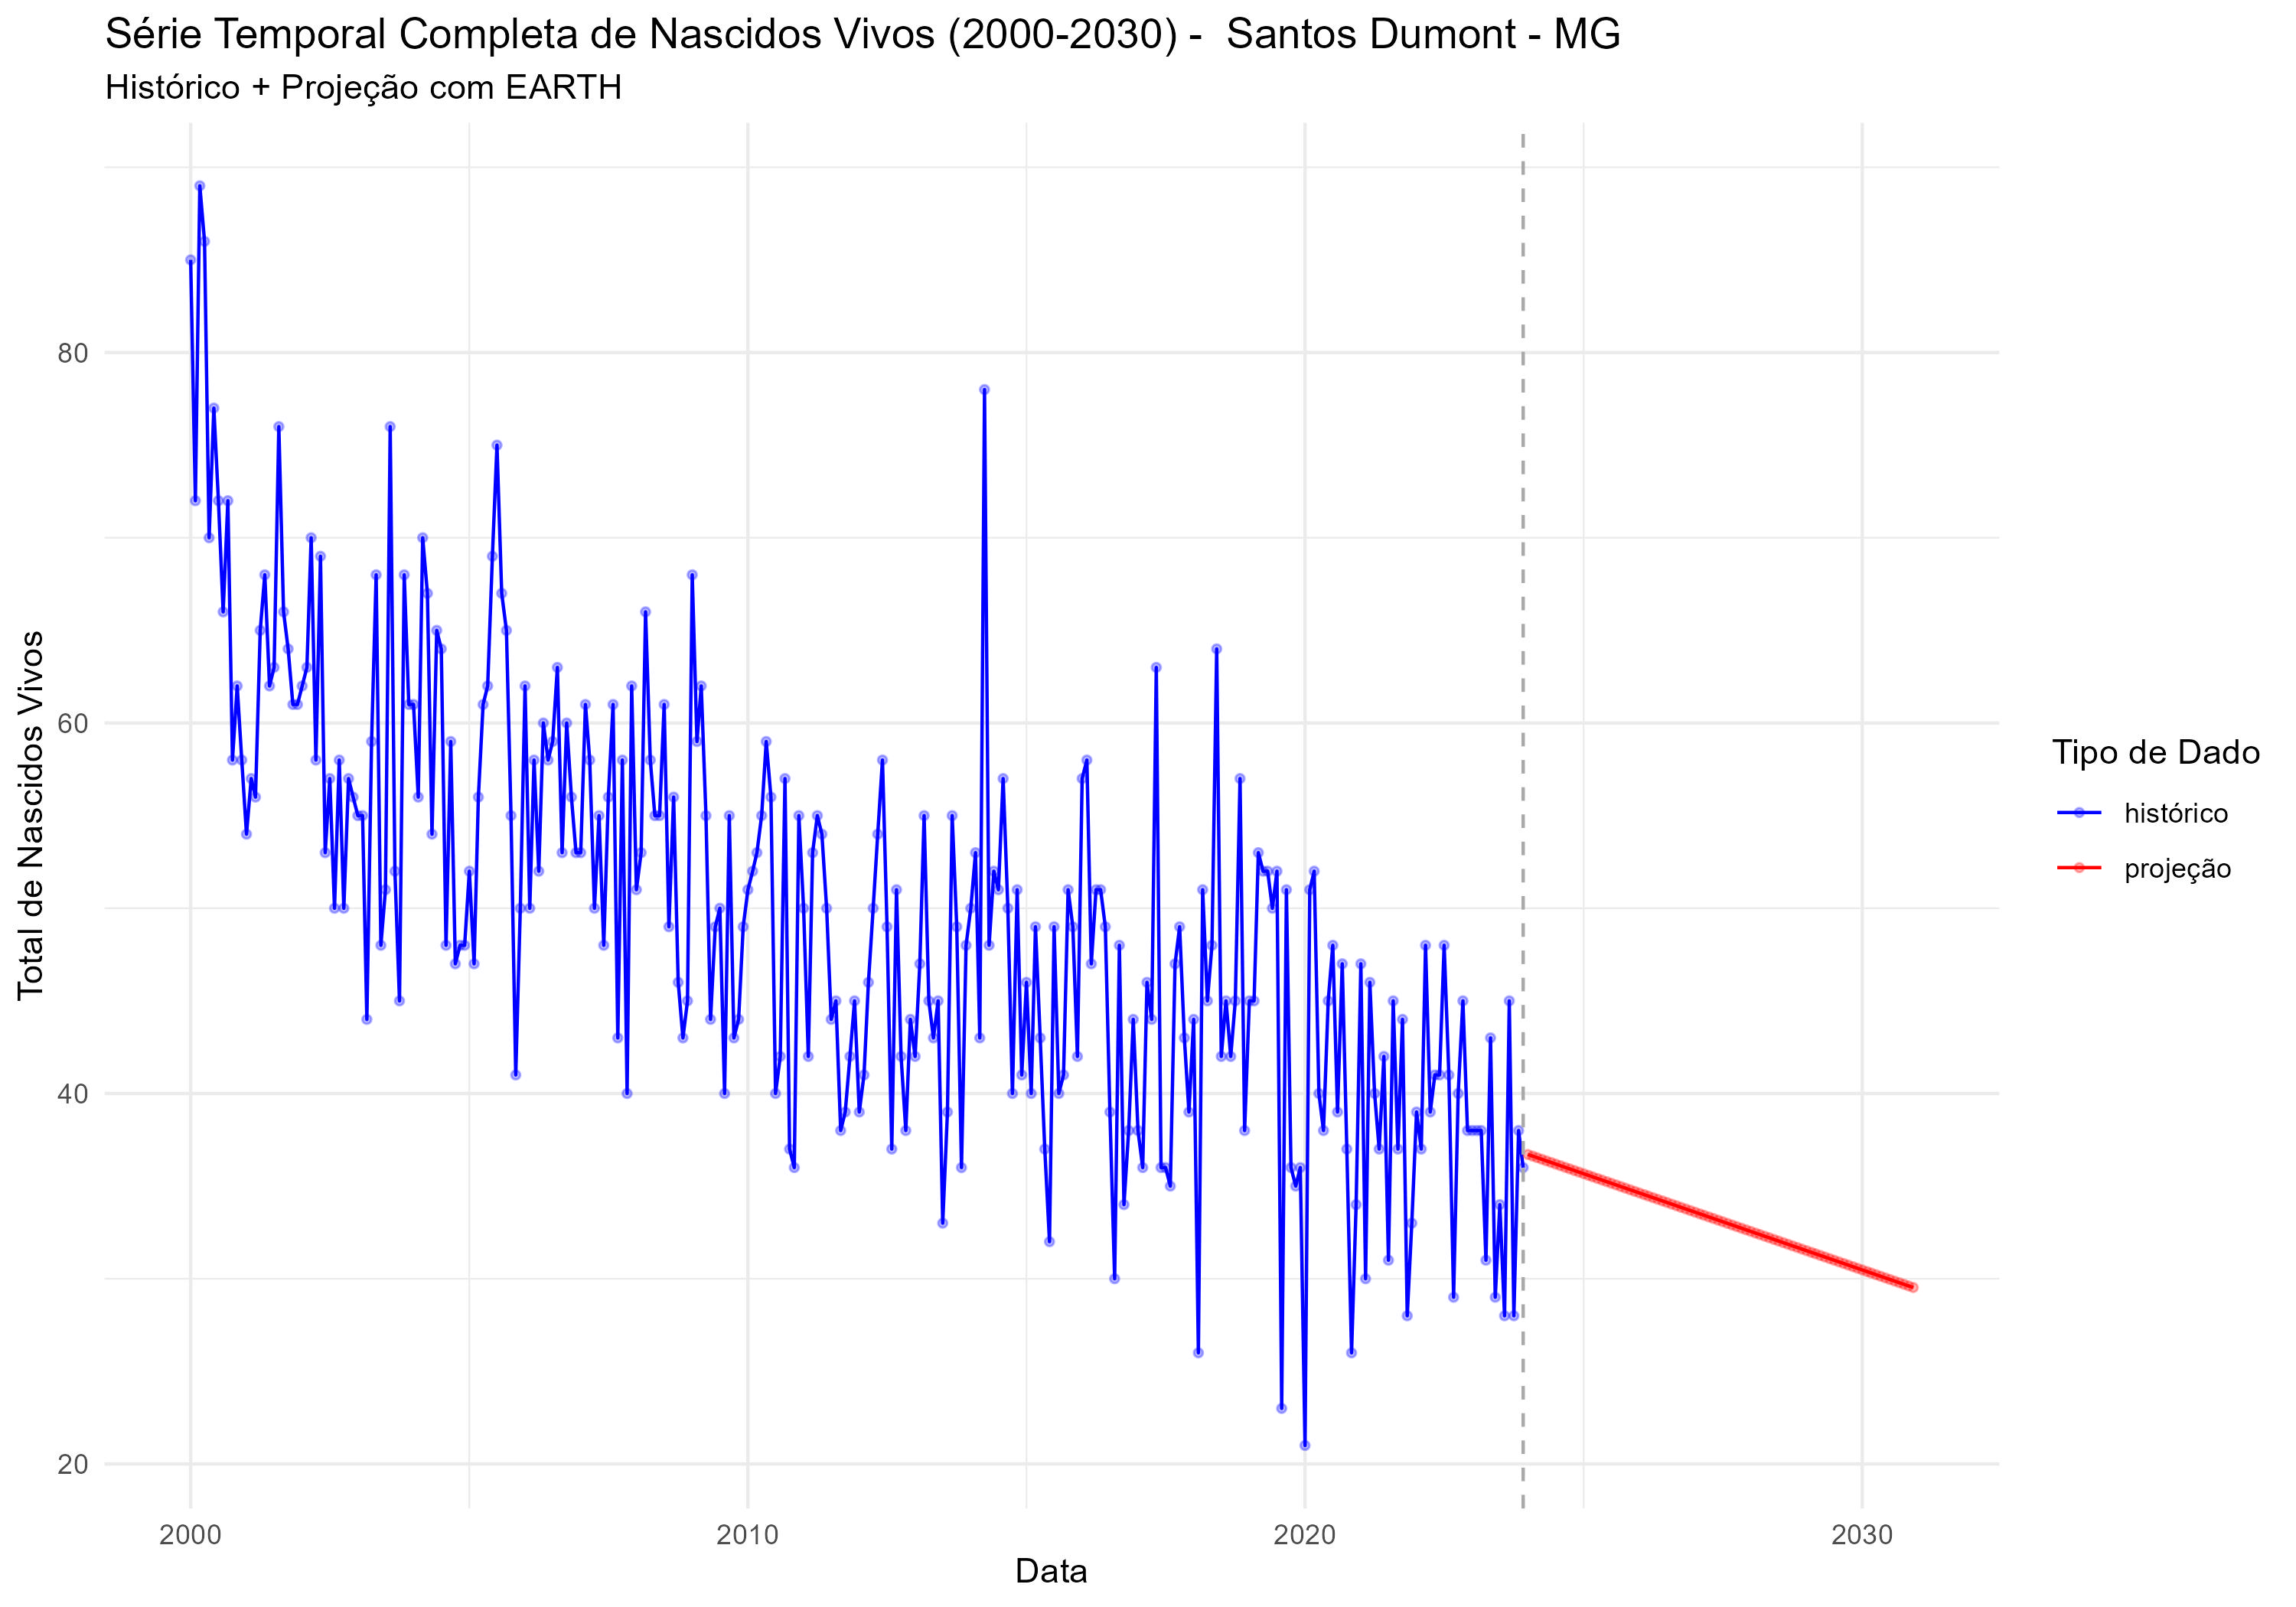 Série Temporal Completa de Nascidos Vivos (2000-2030) -  Santos Dumont - MG
Histórico + Projeção com EARTH
Total de Nascidos Vivos
80
60
40
20
2000
2010
2020
2030
Data
Tipo de Dado
histórico
projeção